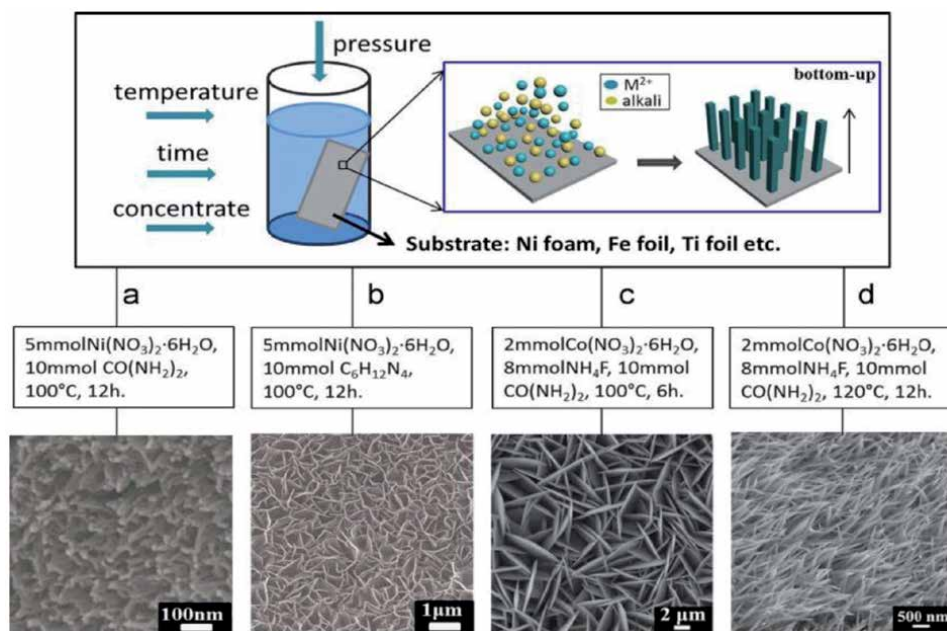 pressure
temperature
time
concentrate
M²⁺
alkali
bottom-up
Substrate: Ni foam, Fe foil, Ti foil etc.
a
b
c
d
5mmolNi(NO₃)₂·6H₂O,
10mmol CO(NH₂)₂,
100°C, 12h.
5mmolNi(NO₃)₂·6H₂O,
10mmol C₆H₁₂N₄,
100°C, 12h.
2mmolCo(NO₃)₂·6H₂O,
8mmolNH₄F, 10mmol
CO(NH₂)₂, 100°C, 6h.
2mmolCo(NO₃)₂·6H₂O,
8mmolNH₄F, 10mmol
CO(NH₂)₂, 120°C, 12h.
100nm
1μm
2 μm
500 nm